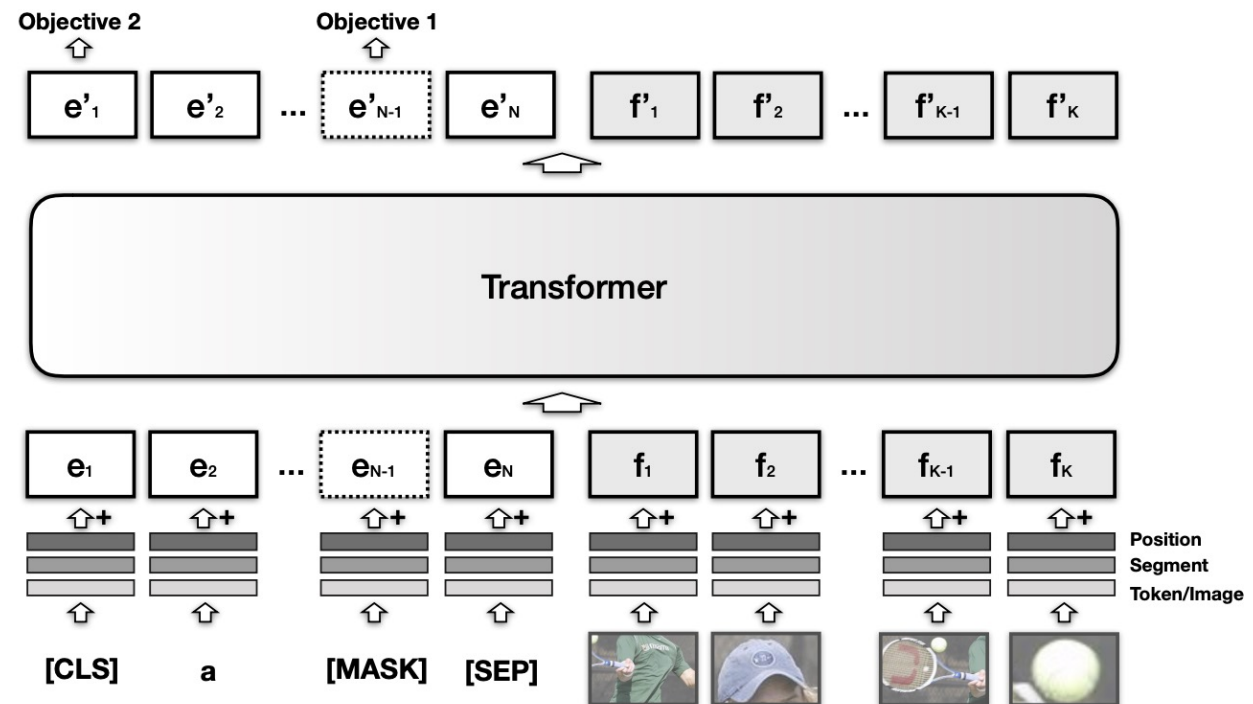 Objective 2 Objective 1
e'1 e'2 ... e'N-1 e'N f'1 f'2 ... f'K-1 f'K
Transformer
e1 e2 ... eN-1 eN f1 f2 ... fK-1 fK
+ + + + + + + +
Position
Segment
Token/Image
[CLS] a [MASK] [SEP]